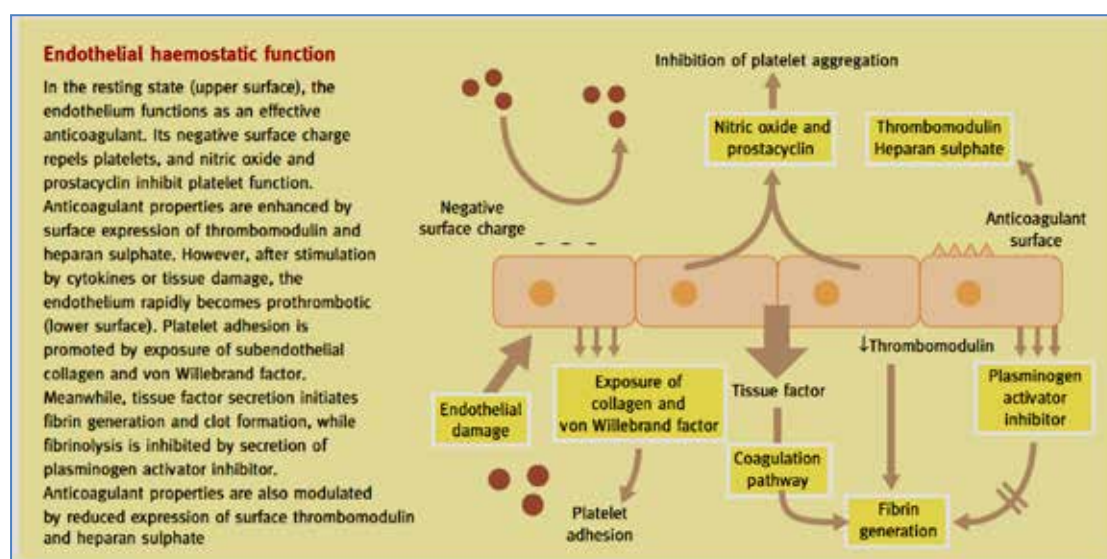 Endothelial haemostatic function
In the resting state (upper surface), the
endothelium functions as an effective
anticoagulant. Its negative surface charge
repels platelets, and nitric oxide and
prostacyclin inhibit platelet function.
Anticoagulant properties are enhanced by
surface expression of thrombomodulin and
heparan sulphate. However, after stimulation
by cytokines or tissue damage, the
endothelium rapidly becomes prothrombotic
(lower surface). Platelet adhesion is
promoted by exposure of subendothelial
collagen and von Willebrand factor.
Meanwhile, tissue factor secretion initiates
fibrin generation and clot formation, while
fibrinolysis is inhibited by secretion of
plasminogen activator inhibitor.
Anticoagulant properties are also modulated
by reduced expression of surface thrombomodulin
and heparan sulphate
Inhibition of platelet aggregation
Nitric oxide and
prostacyclin
Thrombomodulin
Heparan sulphate
Negative
surface charge
– – –
Anticoagulant
surface
Endothelial
damage
Exposure of
collagen and
von Willebrand factor
Platelet
adhesion
Tissue factor
Coagulation
pathway
↓Thrombomodulin
Fibrin
generation
Plasminogen
activator
inhibitor